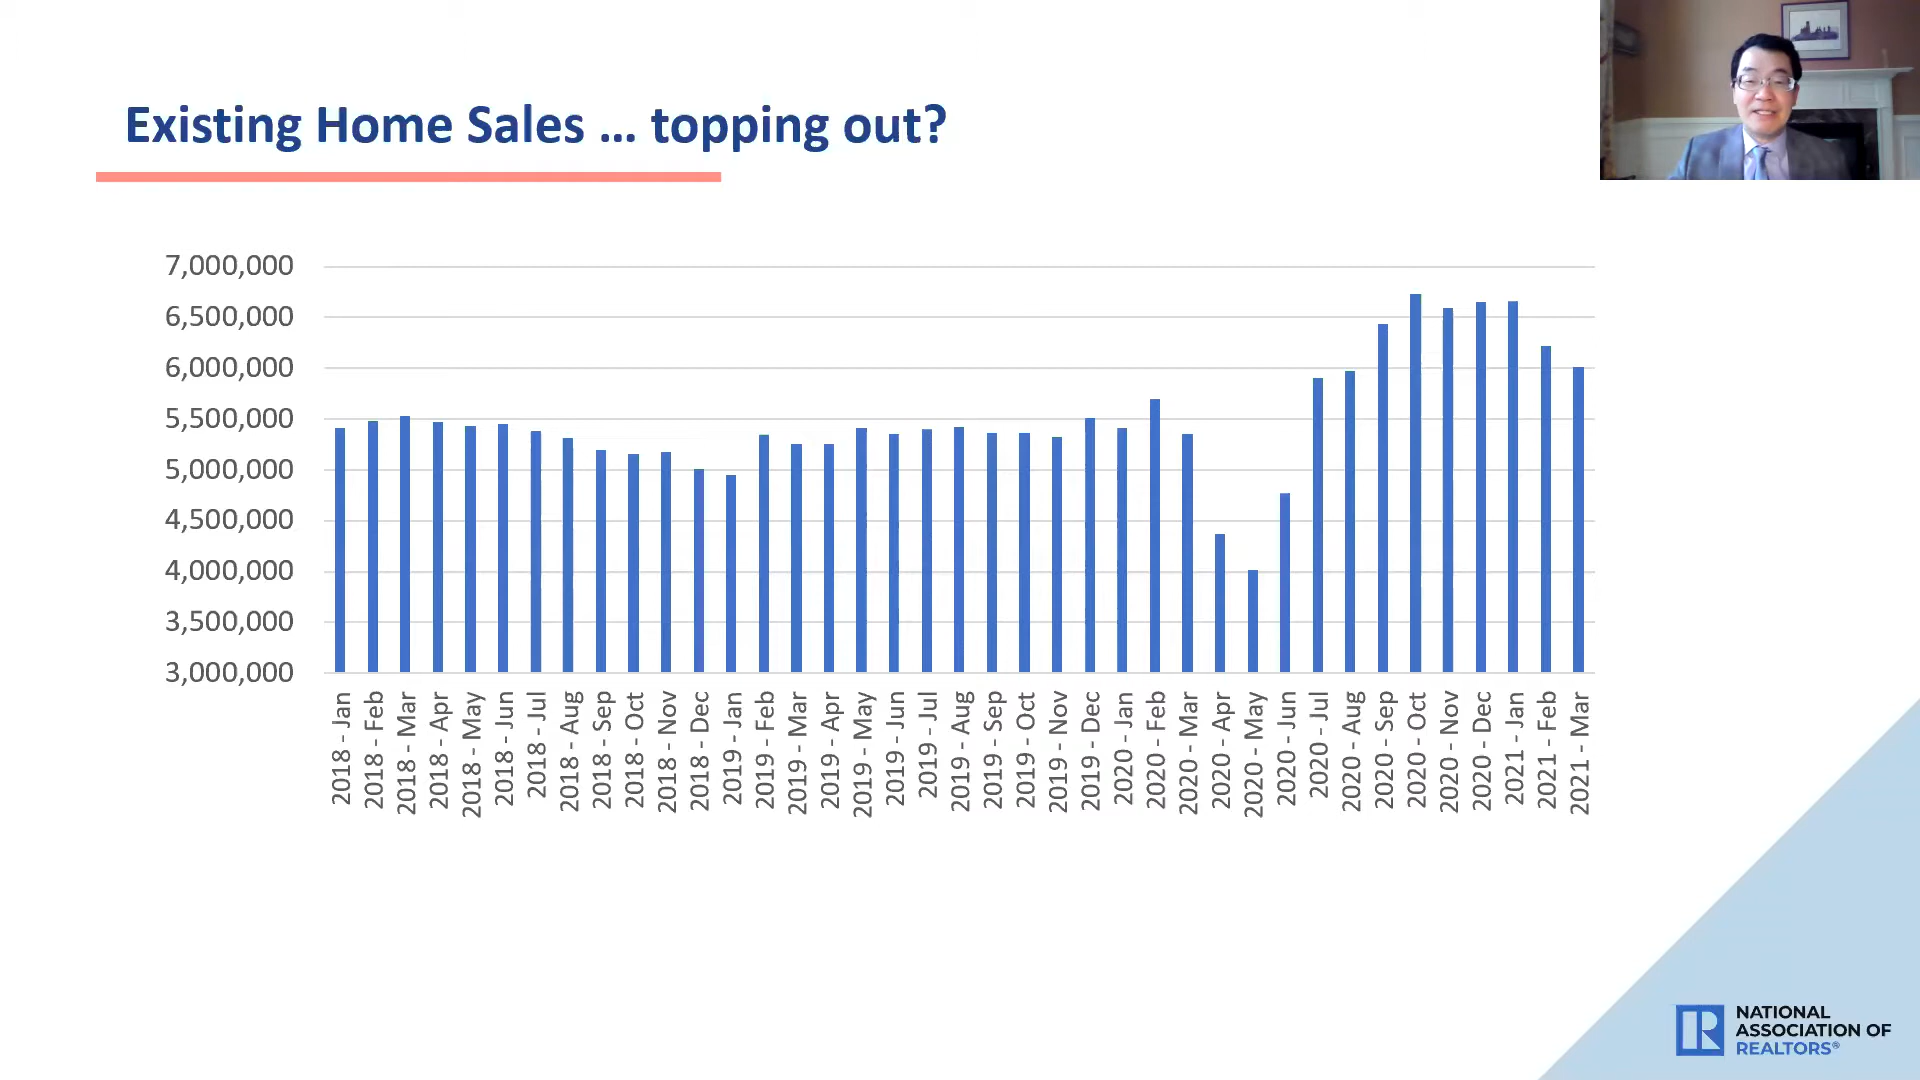 Existing Home Sales … topping out?
7,000,000
6,500,000
6,000,000
5,500,000
5,000,000
4,500,000
4,000,000
3,500,000
3,000,000
2018 - Jan
2018 - Feb
2018 - Mar
2018 - Apr
2018 - May
2018 - Jun
2018 - Jul
2018 - Aug
2018 - Sep
2018 - Oct
2018 - Nov
2018 - Dec
2019 - Jan
2019 - Feb
2019 - Mar
2019 - Apr
2019 - May
2019 - Jun
2019 - Jul
2019 - Aug
2019 - Sep
2019 - Oct
2019 - Nov
2019 - Dec
2020 - Jan
2020 - Feb
2020 - Mar
2020 - Apr
2020 - May
2020 - Jun
2020 - Jul
2020 - Aug
2020 - Sep
2020 - Oct
2020 - Nov
2020 - Dec
2021 - Jan
2021 - Feb
2021 - Mar
R
NATIONAL
ASSOCIATION OF
REALTORS®